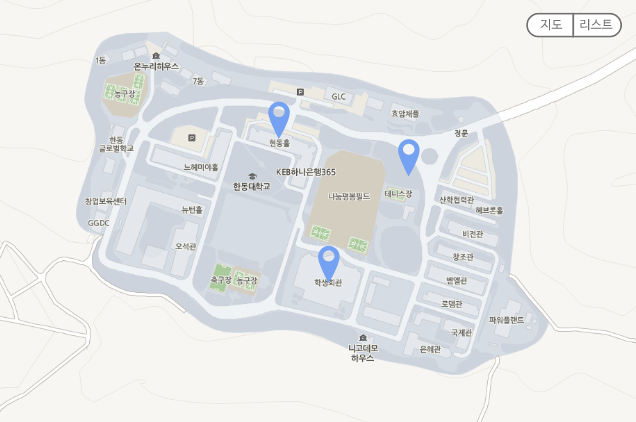 지도
리스트
1동
온누리하우스
7동
농구장
P
GLC
효암채플
정문
한동
글로벌학교
P
현동홀
느헤미야홀
KEB하나은행365
한동대학교
나눔명봉필드
테니스장
산학협력관
헤브론홀
창업보육센터
뉴턴홀
GGDC
비전관
오석관
창조관
축구장
농구장
학생회관
벧엘관
로뎀관
파워플랜트
국제관
은혜관
니고데모
하우스